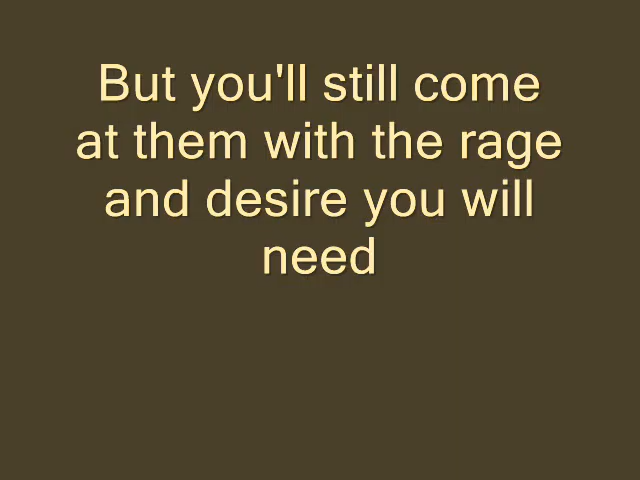 But you'll still come
at them with the rage
and desire you will
need